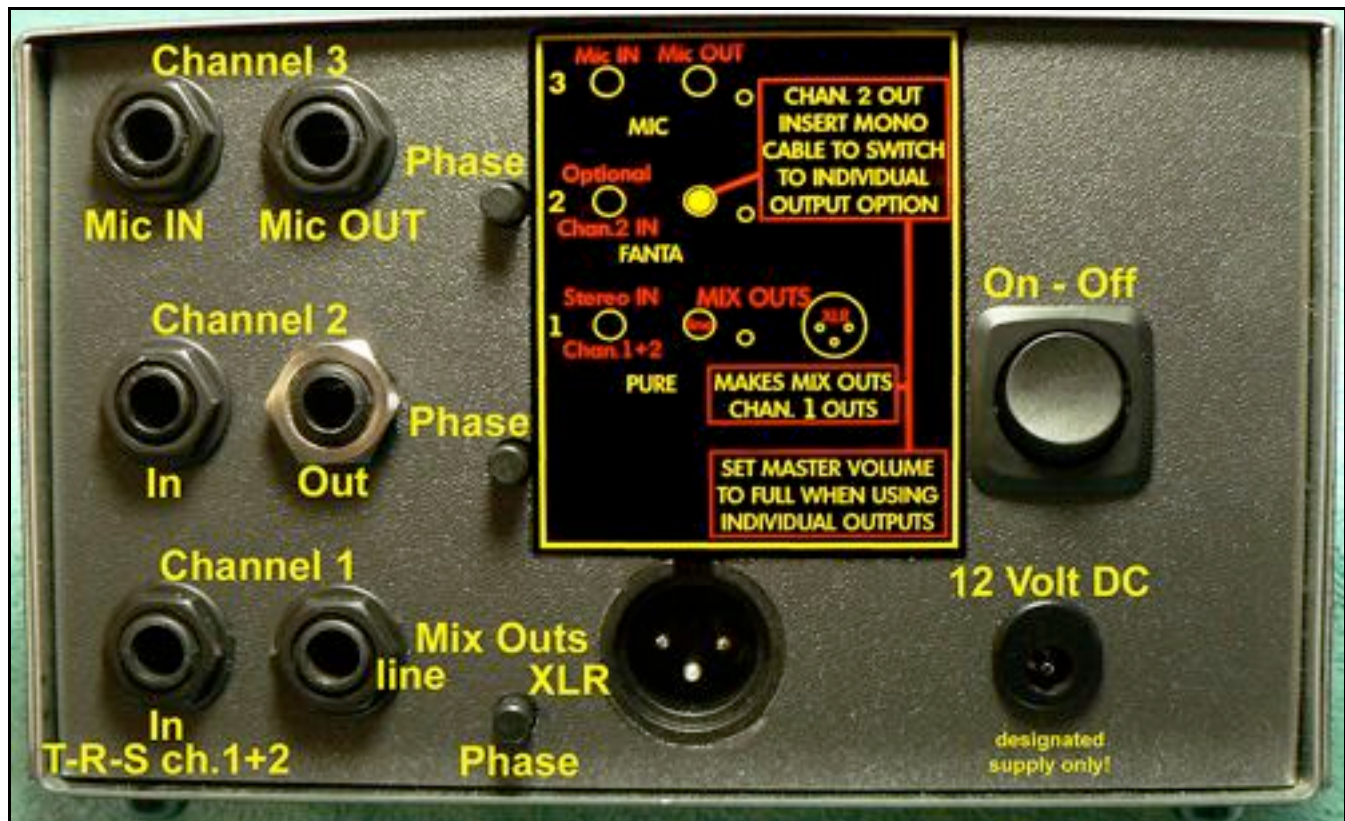 Channel 3
Mic IN
Mic OUT
Phase
Channel 2
In
Out
Phase
Channel 1
In
T-R-S ch.1+2
Mix Outs
line
XLR
Phase
Mic IN Mic OUT
3
MIC
CHAN. 2 OUT
INSERT MONO
CABLE TO SWITCH
TO INDIVIDUAL
OUTPUT OPTION
Optional
2
Chan.2 IN
FANTA
Stereo IN
MIX OUTS
1
line
XLR
Chan.1+2
PURE
MAKES MIX OUTS
CHAN. 1 OUTS
SET MASTER VOLUME
TO FULL WHEN USING
INDIVIDUAL OUTPUTS
On - Off
12 Volt DC
designated
supply only!